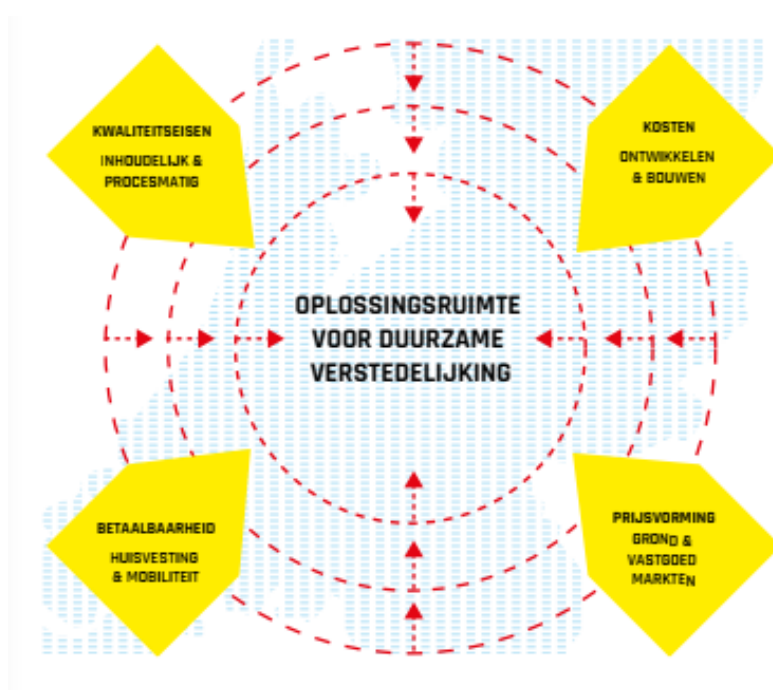 KWALITEITSEISEN
INHOUDELIJK &
PROCESMATIG
KOSTEN
ONTWIKKELEN
& BOUWEN
OPLOSSINGSRUIMTE
VOOR DUURZAME
VERSTEDELIJKING
BETAALBAARHEID
HUISVESTING
& MOBILITEIT
PRIJSVORMING
GROND &
VASTGOED
MARKTEN